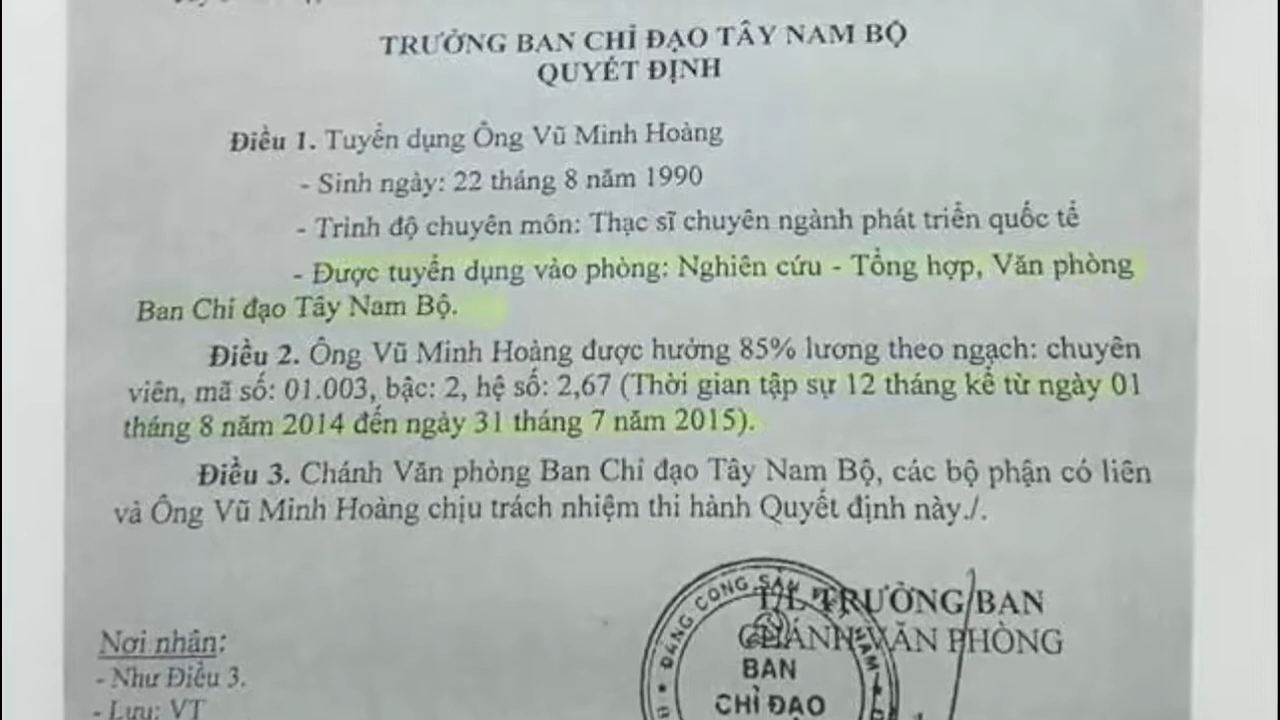 TRƯỞNG BAN CHỈ ĐẠO TÂY NAM BỘ
QUYẾT ĐỊNH
Điều 1. Tuyển dụng Ông Vũ Minh Hoàng
- Sinh ngày: 22 tháng 8 năm 1990
- Trình độ chuyên môn: Thạc sĩ chuyên ngành phát triển quốc tế
- Được tuyển dụng vào phòng: Nghiên cứu - Tổng hợp, Văn phòng
Ban Chỉ đạo Tây Nam Bộ.
Điều 2. Ông Vũ Minh Hoàng được hưởng 85% lương theo ngạch: chuyên
viên, mã số: 01.003, bậc: 2, hệ số: 2,67 (Thời gian tập sự 12 tháng kể từ ngày 01
tháng 8 năm 2014 đến ngày 31 tháng 7 năm 2015).
Điều 3. Chánh Văn phòng Ban Chỉ đạo Tây Nam Bộ, các bộ phận có liên
và Ông Vũ Minh Hoàng chịu trách nhiệm thi hành Quyết định này./.
T/L TRƯỞNG BAN
CHÁNH VĂN PHÒNG
ĐẢNG CỘNG SẢN VIỆT NAM
BAN
CHỈ ĐẠO
Nơi nhận:
- Như Điều 3.
- Lưu: VT